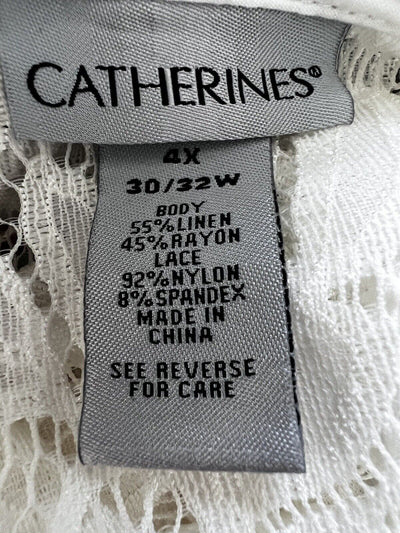 CATHERINES®
4X
30/32W
BODY
55%LINEN
45%RAYON
LACE
92%NYLON
8%SPANDEX
MADE IN
CHINA
SEE REVERSE
FOR CARE